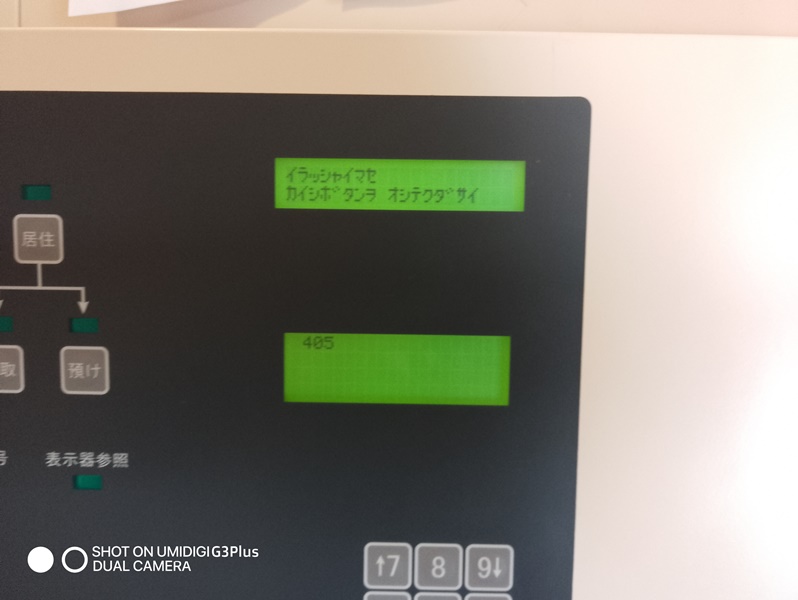 イラッシャイマセ
カイシボタンヲ オシテクダサイ
居住
405
取
預け
号
表示器参照
↑7 8 9↓
SHOT ON UMIDIGI G3Plus
DUAL CAMERA